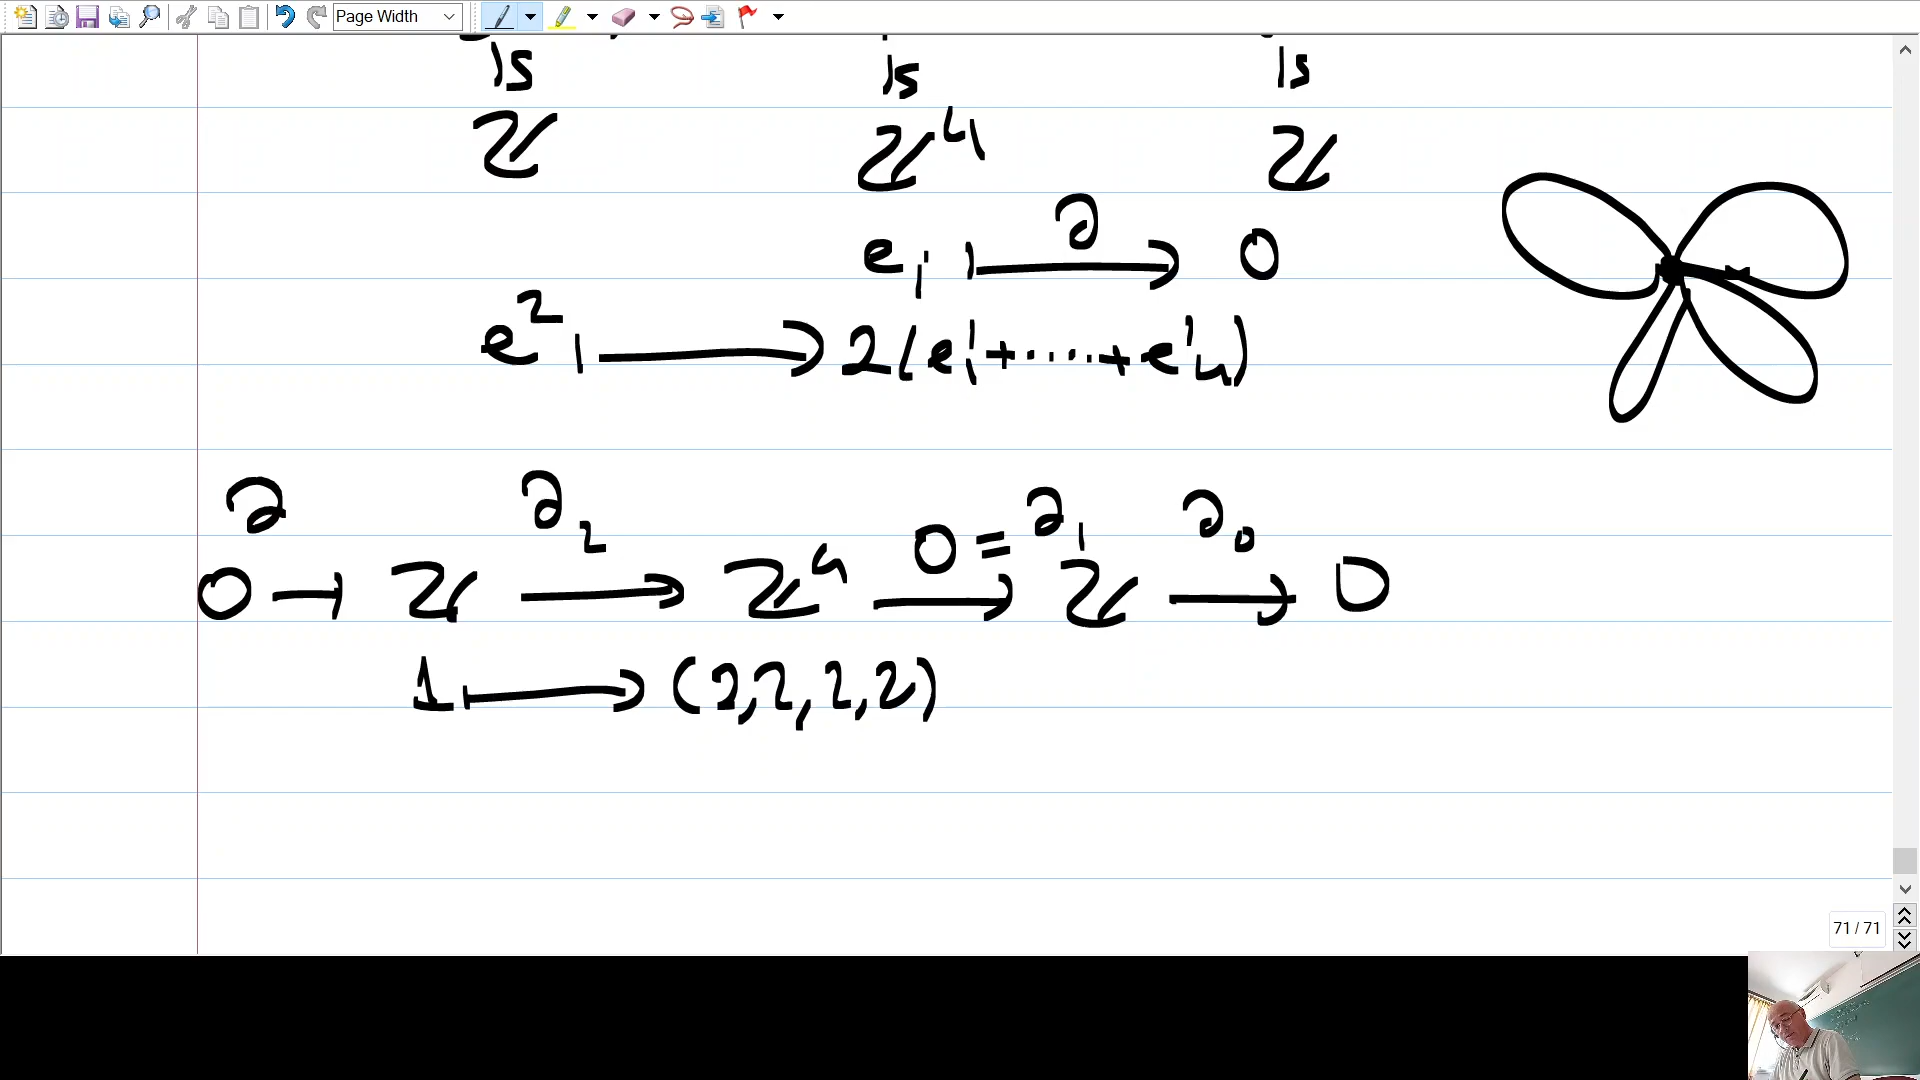 Page Width
ℤ ℤ⁴ ℤ
e₁ ⟼ 0
∂
e² ⟼ 2(e¹₁+.....+e¹₄)
∂ ∂₂ 0 = ∂₁ ∂₀
0 → ℤ → ℤ⁴ → ℤ → 0
1 ⟼ (2,2,2,2)
71 / 71